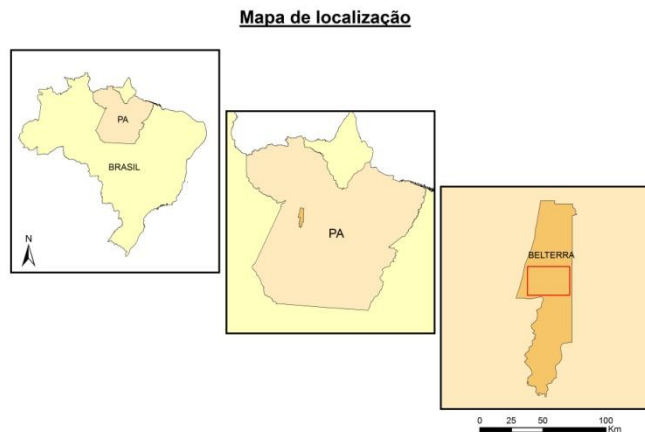 Mapa de localização
PA
BRASIL
N
PA
BELTERRA
0 25 50 100
Km